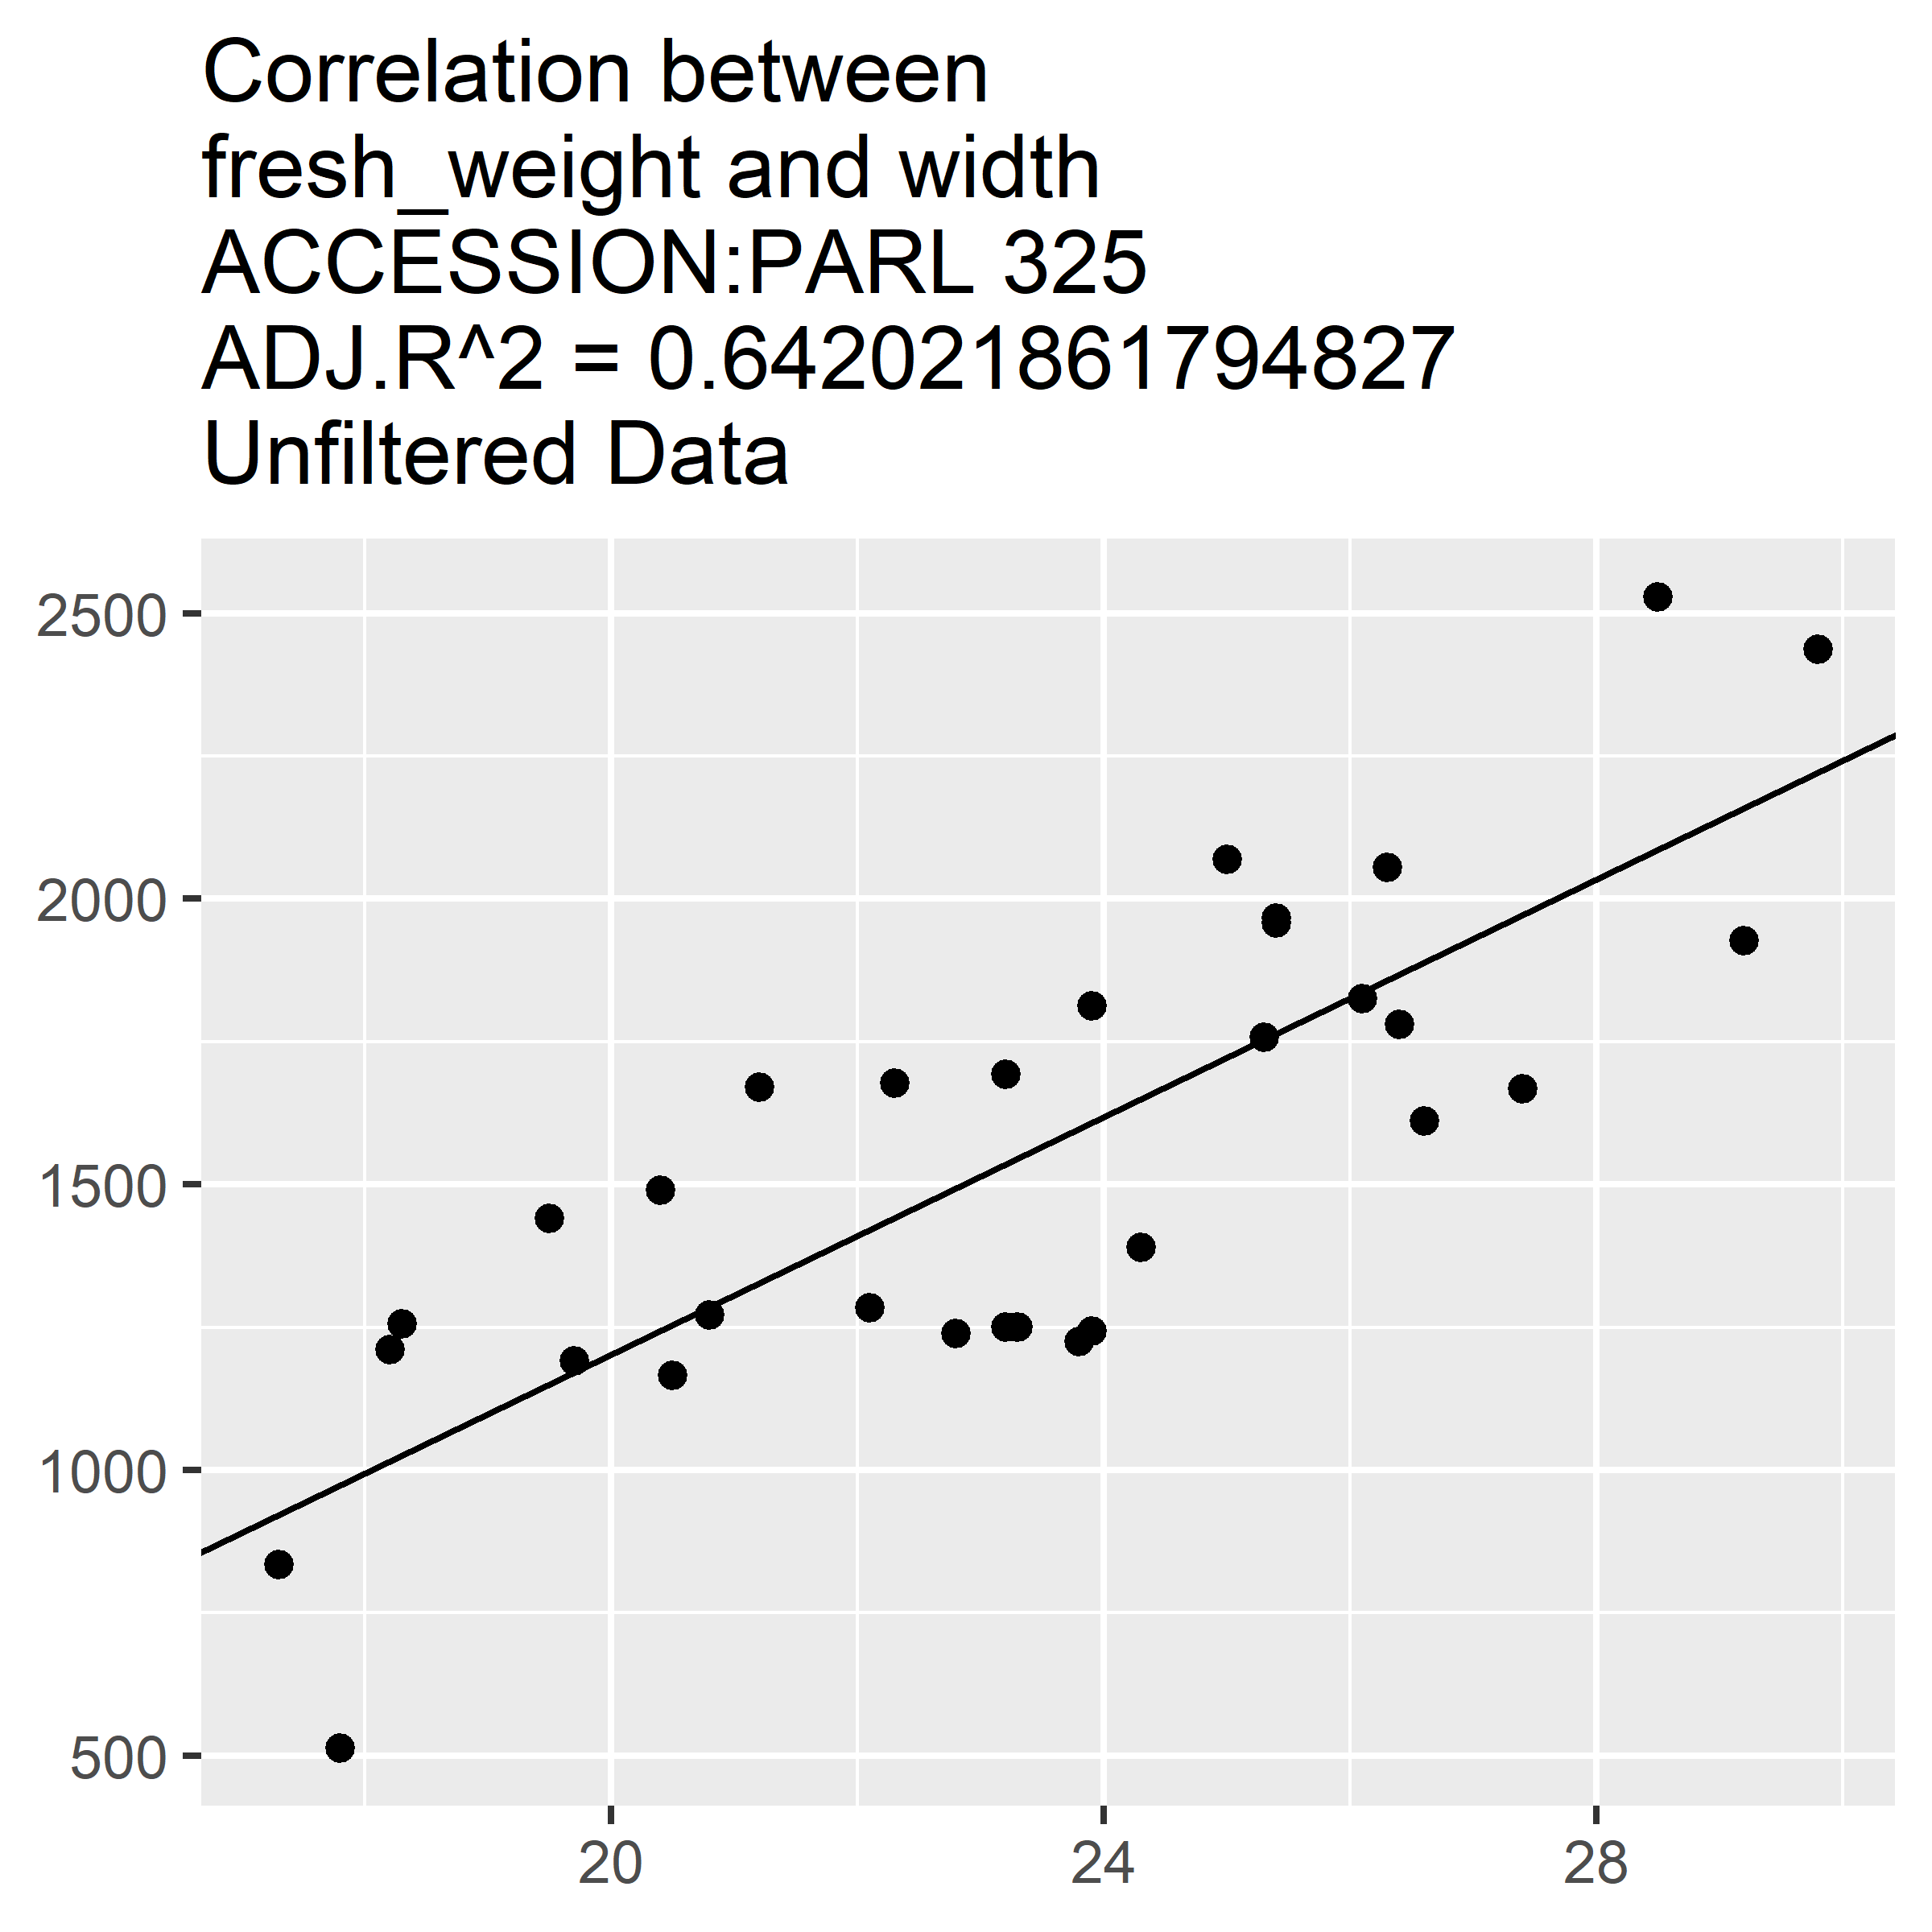 Correlation between
fresh_weight and width
ACCESSION:PARL 325
ADJ.R^2 = 0.642021861794827
Unfiltered Data
2500
2000
1500
1000
500
20 24 28